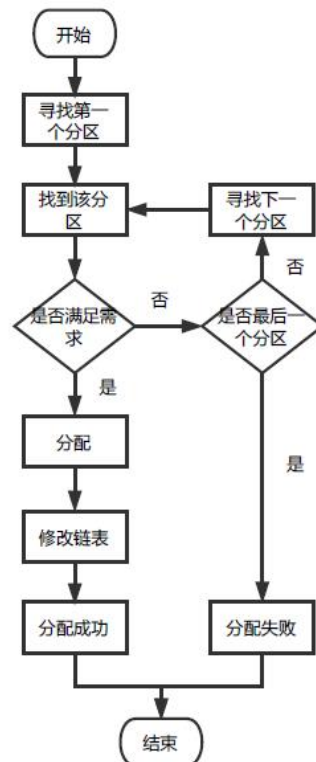 开始
寻找第一
个分区
找到该分
区
寻找下一
个分区
否
是否满足需
求
否
是否最后一
个分区
是
分配
是
修改链表
分配成功
分配失败
结束